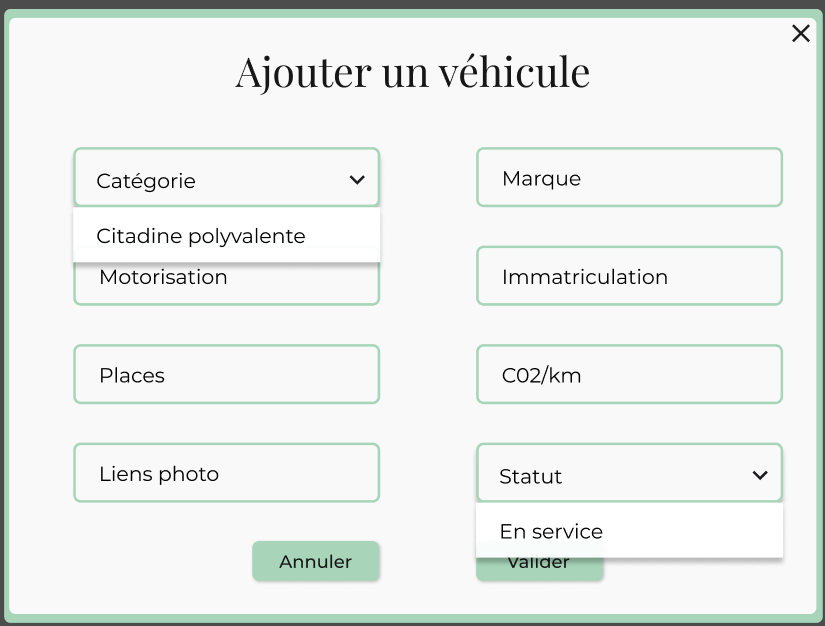 Ajouter un véhicule
Catégorie
Marque
Citadine polyvalente
Motorisation
Immatriculation
Places
C02/km
Liens photo
Statut
En service
Annuler
Valider